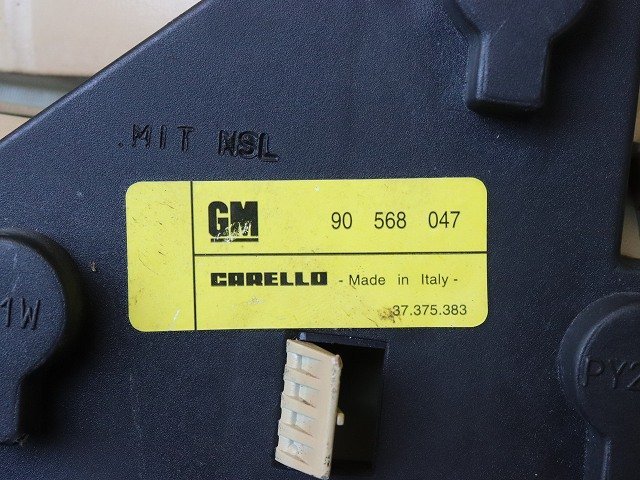 .MIT NSL
GM 90 568 047
CARELLO - Made in Italy -
37.375.383
1W
PY2